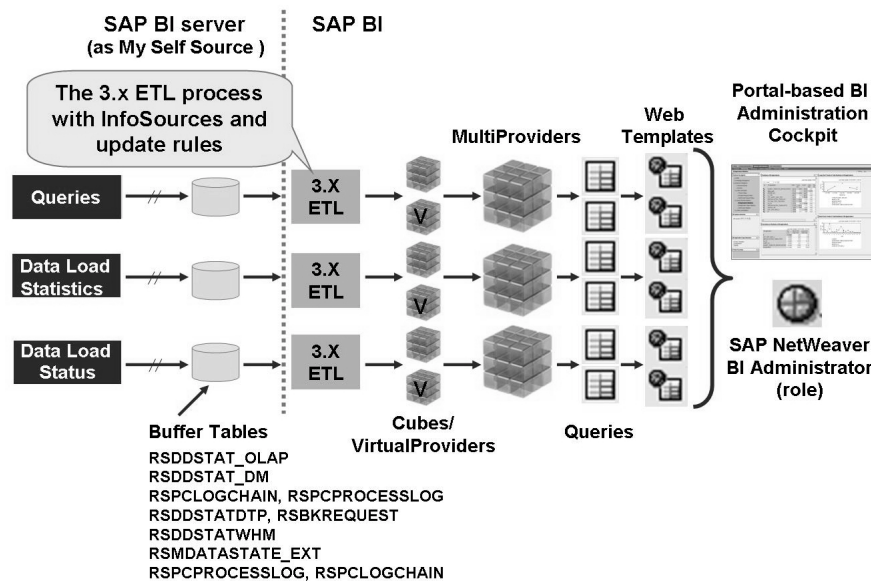 SAP BI server
(as My Self Source )
SAP BI
The 3.x ETL process
with InfoSources and
update rules
Portal-based BI
Administration
Cockpit
Web
Templates
MultiProviders
Queries
3.X
ETL
V
Data Load
Statistics
3.X
ETL
V
Data Load
Status
3.X
ETL
V
SAP NetWeaver
BI Administrator
(role)
Buffer Tables
Cubes/
VirtualProviders
Queries
RSDDSTAT_OLAP
RSDDSTAT_DM
RSPCLOGCHAIN, RSPCPROCESSLOG
RSDDSTATDTP, RSBKREQUEST
RSDDSTATWHM
RSMDATASTATE_EXT
RSPCPROCESSLOG, RSPCLOGCHAIN